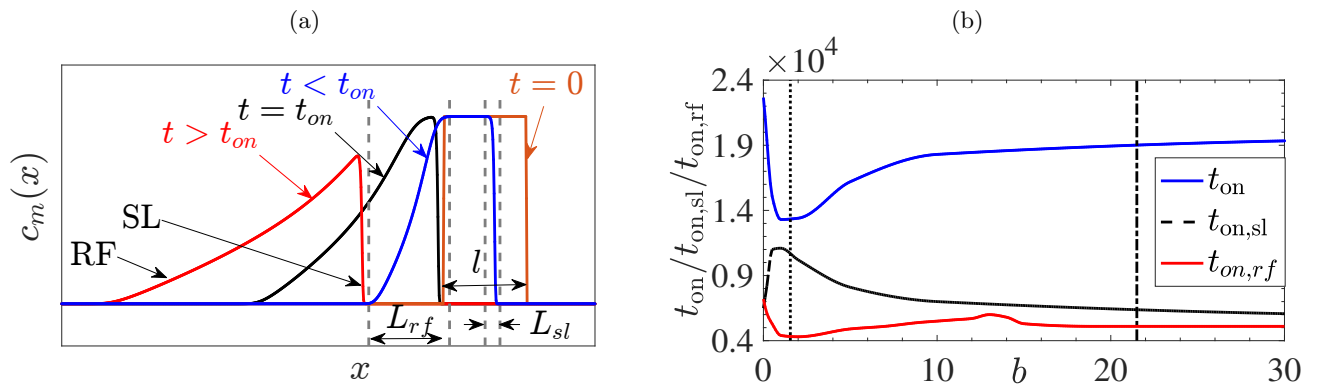 (a)
(b)
t < t_on
t = 0
t = t_on
t > t_on
SL
RF
l
L_rf
L_sl
c_m(x)
x
×10^4
2.4
1.9
1.4
0.9
0.4
t_on/t_on,sl/t_on,rf
t_on
t_on,sl
t_on,rf
0 10 b 20 30